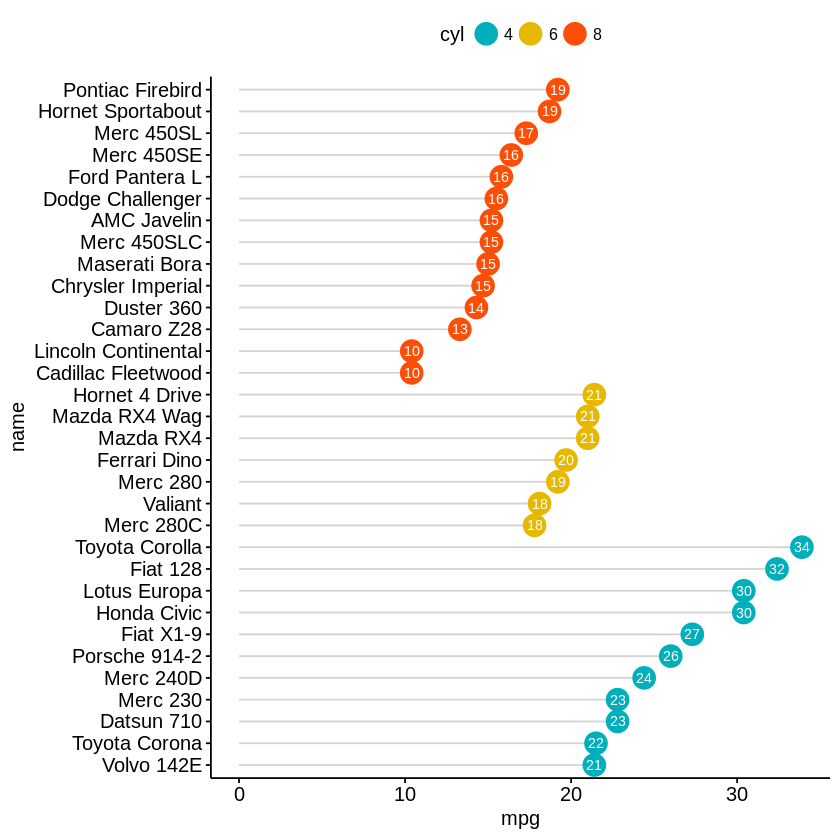 cyl 4 6 8
Pontiac Firebird 19
Hornet Sportabout 19
Merc 450SL 17
Merc 450SE 16
Ford Pantera L 16
Dodge Challenger 16
AMC Javelin 15
Merc 450SLC 15
Maserati Bora 15
Chrysler Imperial 15
Duster 360 14
Camaro Z28 13
Lincoln Continental 10
Cadillac Fleetwood 10
Hornet 4 Drive 21
Mazda RX4 Wag 21
Mazda RX4 21
Ferrari Dino 20
Merc 280 19
Valiant 18
Merc 280C 18
Toyota Corolla 34
Fiat 128 32
Lotus Europa 30
Honda Civic 30
Fiat X1-9 27
Porsche 914-2 26
Merc 240D 24
Merc 230 23
Datsun 710 23
Toyota Corona 22
Volvo 142E 21
name
0 10 20 30
mpg